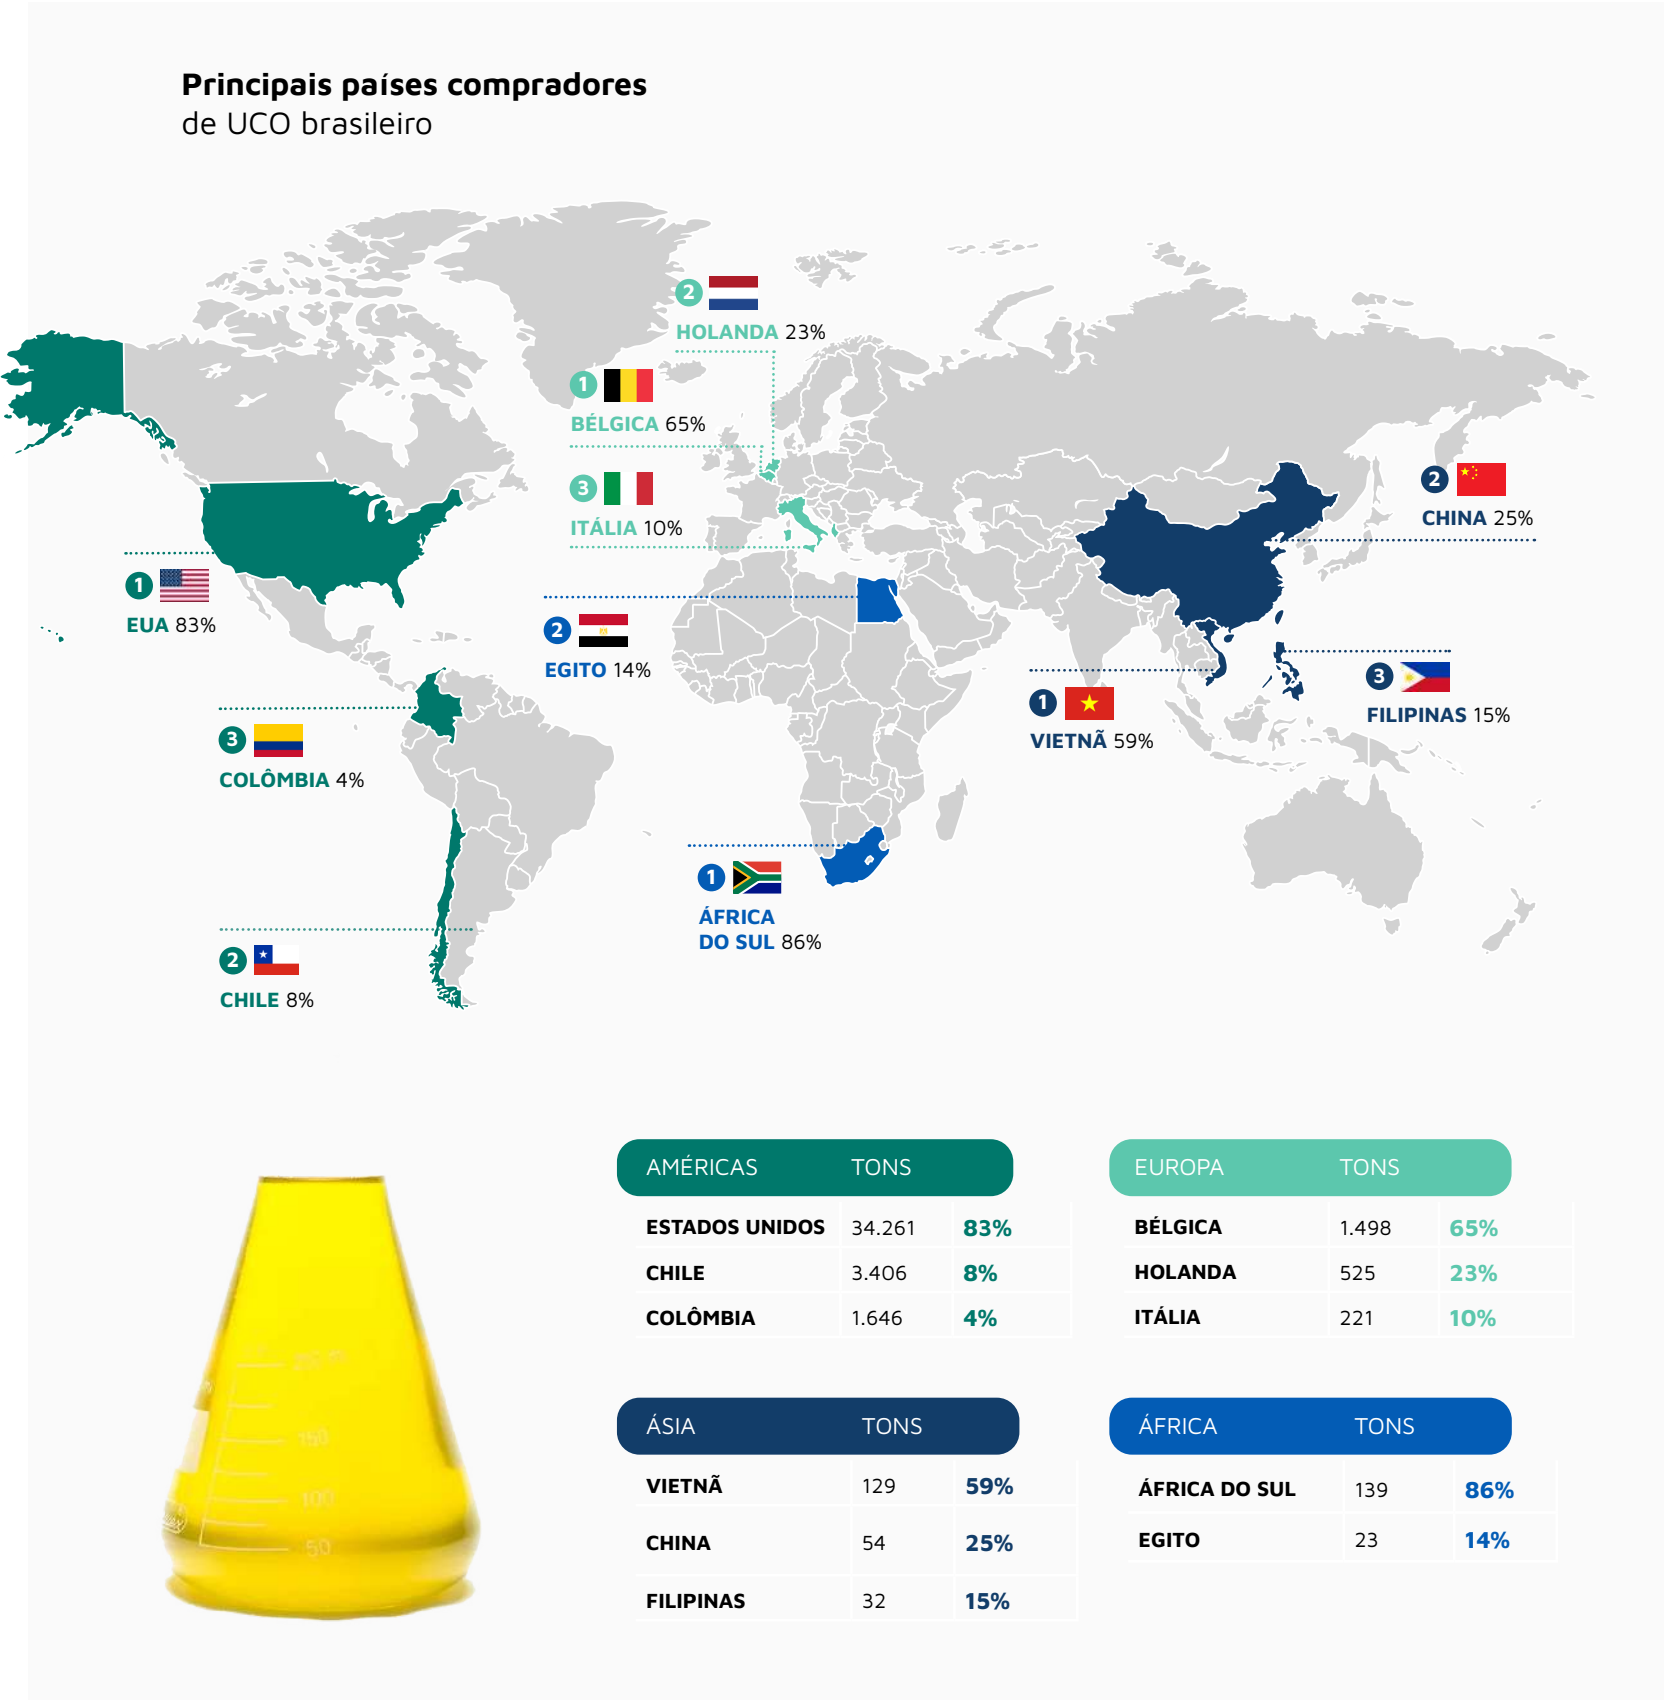 Principais países compradores
de UCO brasileiro
2
HOLANDA 23%
1
BÉLGICA 65%
3
ITÁLIA 10%
2
CHINA 25%
1
EUA 83%
2
EGITO 14%
1
VIETNÃ 59%
3
FILIPINAS 15%
3
COLÔMBIA 4%
1
ÁFRICA
DO SUL 86%
2
CHILE 8%
AMÉRICAS TONS
ESTADOS UNIDOS 34.261 83%
CHILE 3.406 8%
COLÔMBIA 1.646 4%
EUROPA TONS
BÉLGICA 1.498 65%
HOLANDA 525 23%
ITÁLIA 221 10%
ÁSIA TONS
VIETNÃ 129 59%
CHINA 54 25%
FILIPINAS 32 15%
ÁFRICA TONS
ÁFRICA DO SUL 139 86%
EGITO 23 14%
150
100
50